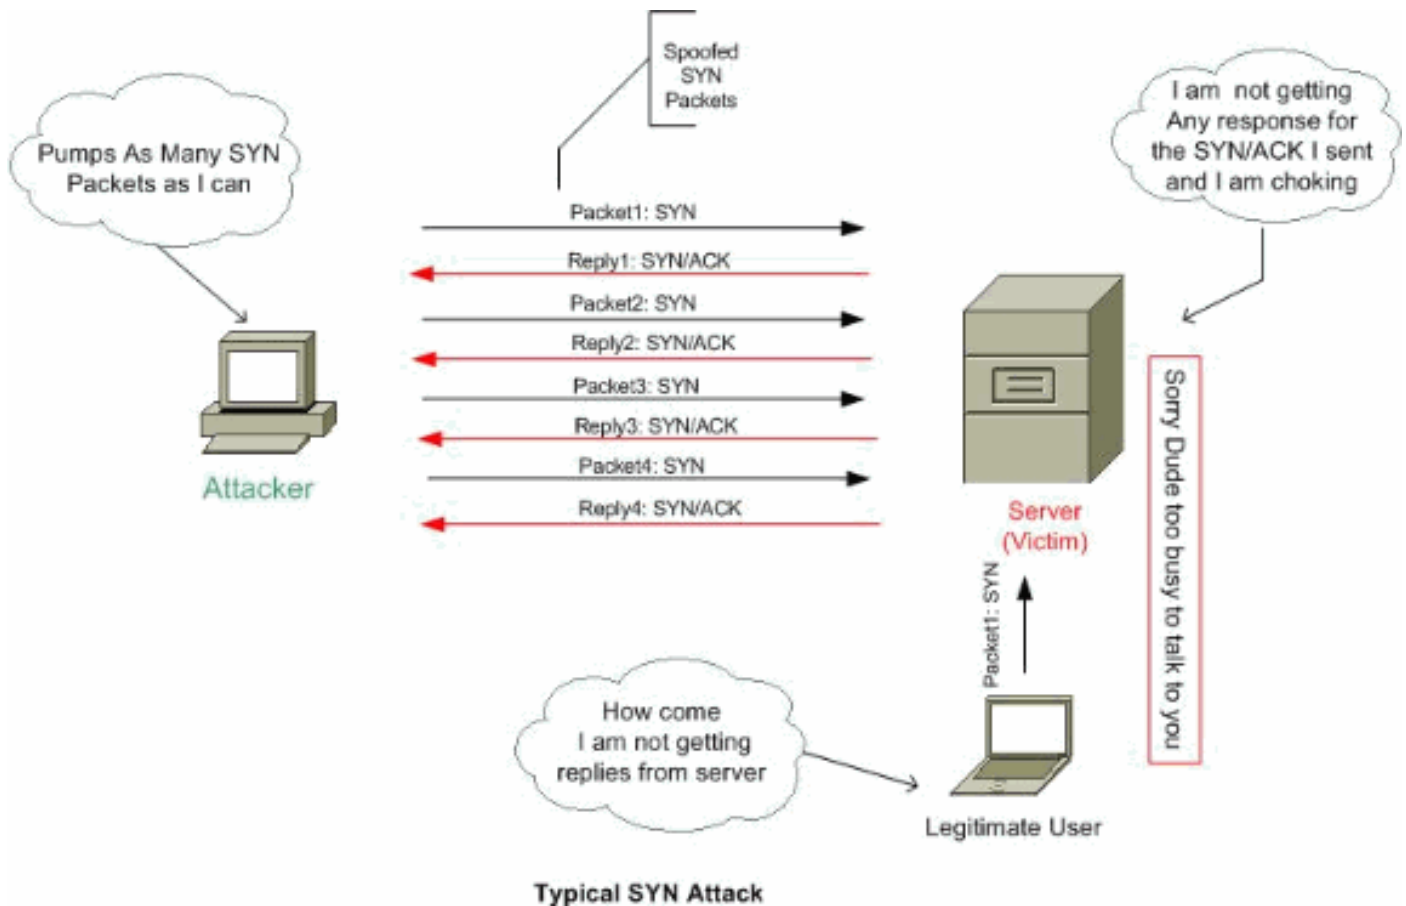 Spoofed
SYN
Packets
Pumps As Many SYN
Packets as I can
I am not getting
Any response for
the SYN/ACK I sent
and I am choking
Packet1: SYN
Reply1: SYN/ACK
Packet2: SYN
Reply2: SYN/ACK
Packet3: SYN
Reply3: SYN/ACK
Packet4: SYN
Reply4: SYN/ACK
Attacker
Server
(Victim)
Sorry Dude too busy to talk to you
Packet1: SYN
How come
I am not getting
replies from server
Legitimate User
Typical SYN Attack